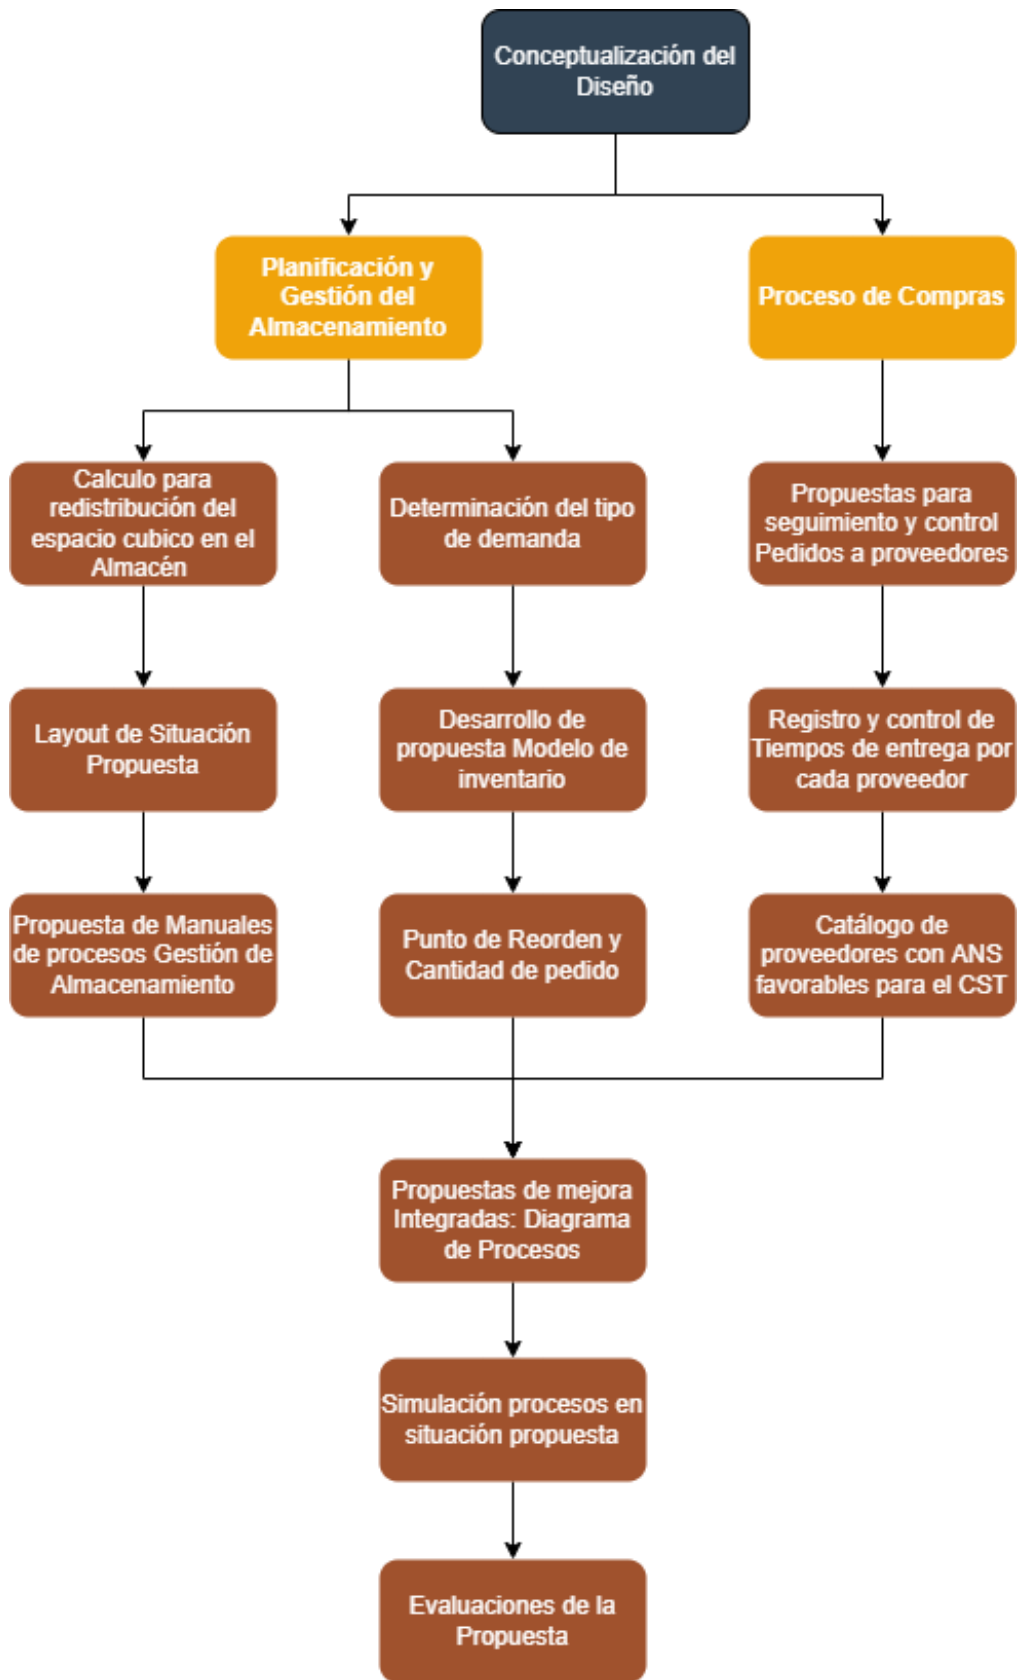 Conceptualización del
Diseño
Planificación y
Gestión del
Almacenamiento
Proceso de Compras
Calculo para
redistribución del
espacio cubico en el
Almacén
Determinación del tipo
de demanda
Propuestas para
seguimiento y control
Pedidos a proveedores
Layout de Situación
Propuesta
Desarrollo de
propuesta Modelo de
inventario
Registro y control de
Tiempos de entrega por
cada proveedor
Propuesta de Manuales
de procesos Gestión de
Almacenamiento
Punto de Reorden y
Cantidad de pedido
Catálogo de
proveedores con ANS
favorables para el CST
Propuestas de mejora
Integradas: Diagrama
de Procesos
Simulación procesos en
situación propuesta
Evaluaciones de la
Propuesta